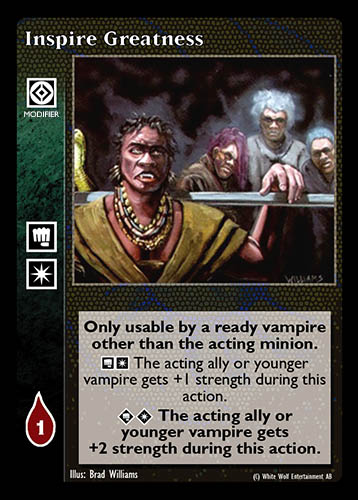 Inspire Greatness
MODIFIER
WILLIAMS
Only usable by a ready vampire
other than the acting minion.
The acting ally or younger
vampire gets +1 strength during this
action.
The acting ally or
younger vampire gets
+2 strength during this action.
1
Illus: Brad Williams
(C) White Wolf Entertainment AB